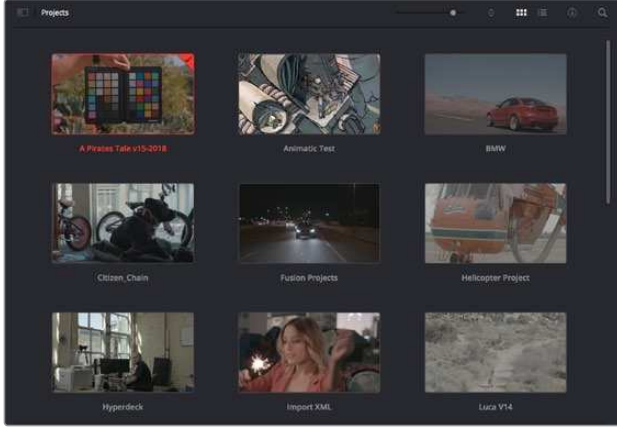 Projects
A Pirates Tale v15-2018
Animatic Test
BMW
Citizen_Chain
Fusion Projects
Helicopter Project
Hyperdeck
Import XML
Luca V14